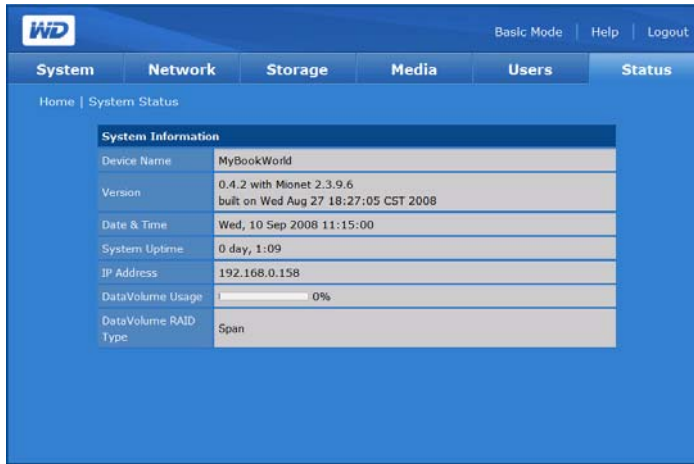 WD
Basic Mode | Help | Logout
System Network Storage Media Users Status
Home | System Status
System Information
Device Name MyBookWorld
Version 0.4.2 with Mionet 2.3.9.6
built on Wed Aug 27 18:27:05 CST 2008
Date & Time Wed, 10 Sep 2008 11:15:00
System Uptime 0 day, 1:09
IP Address 192.168.0.158
DataVolume Usage 0%
DataVolume RAID
Type Span